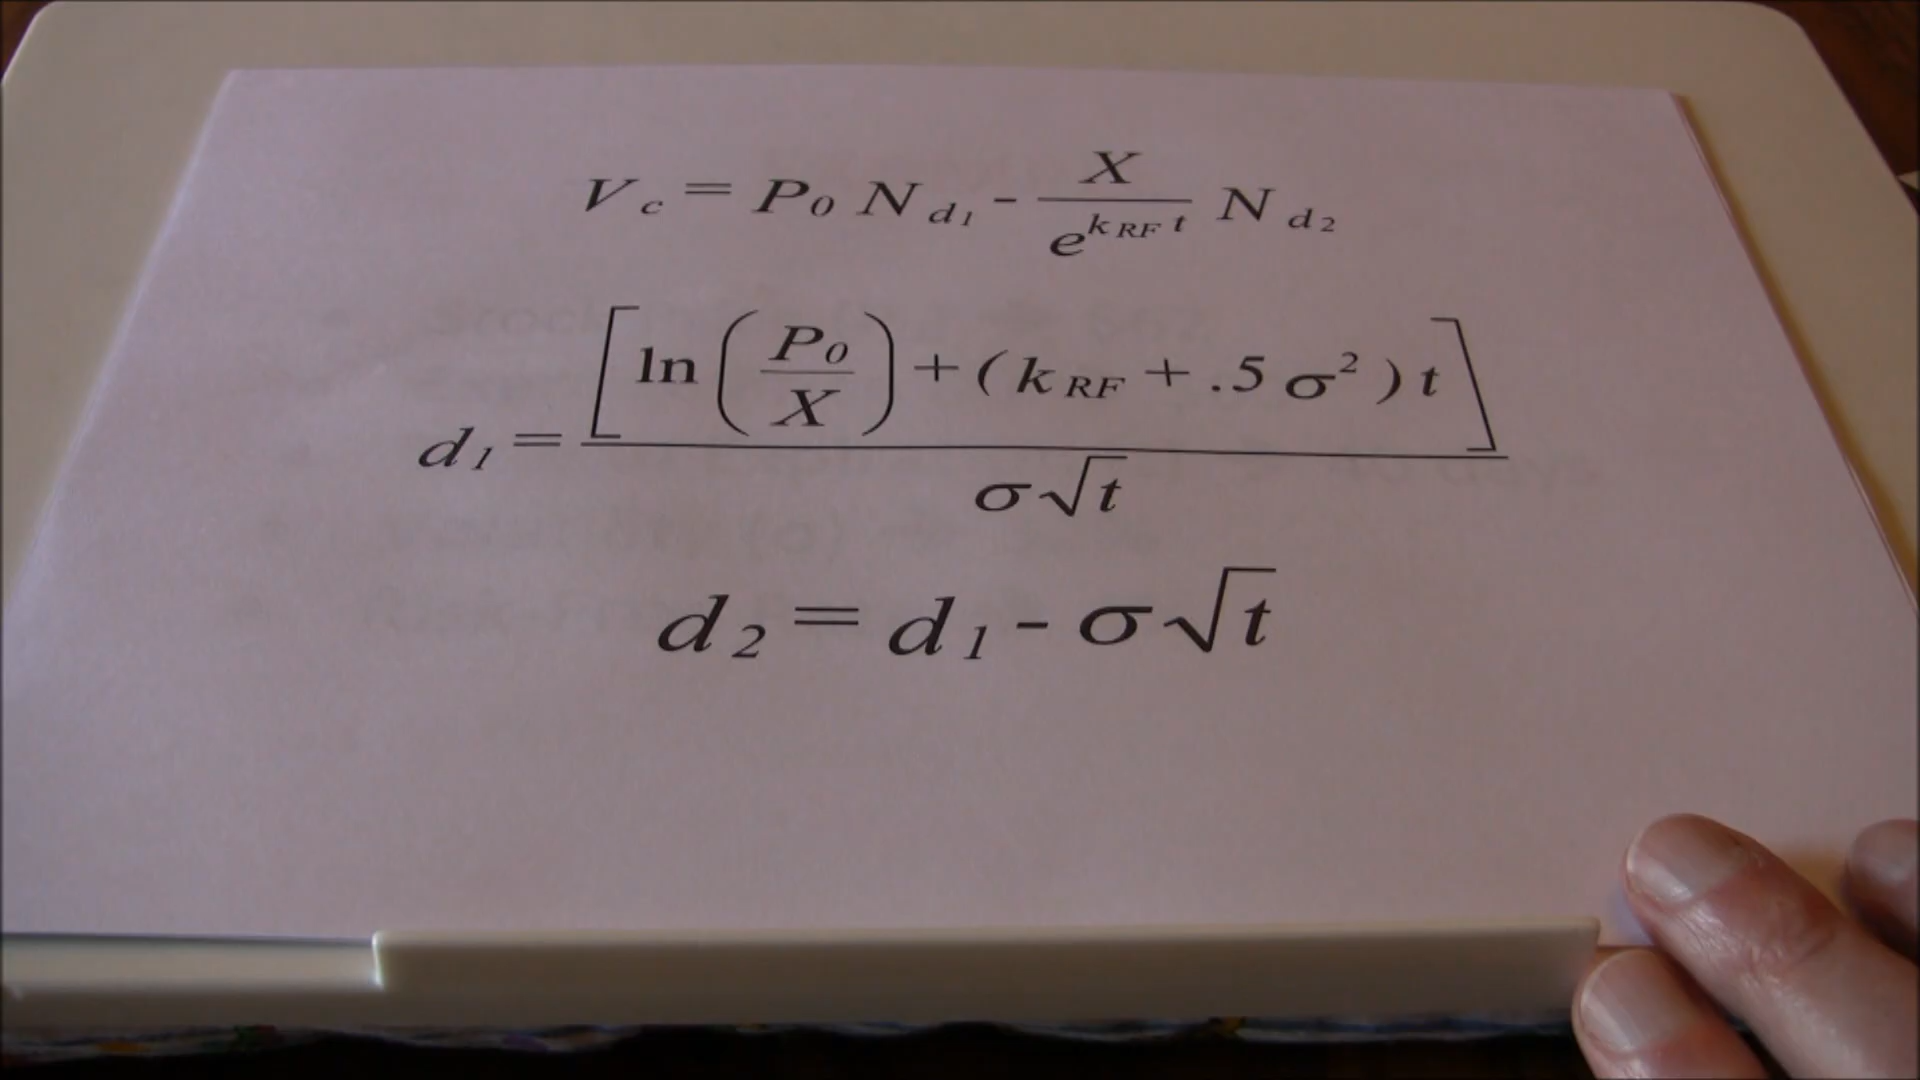 V_c = P_0 N_{d_1} - \frac{X}{e^{k_{RF} t}} N_{d_2}
d_1 = \frac{\left[ \ln \left( \frac{P_0}{X} \right) + ( k_{RF} + .5 \sigma^2 ) t \right]}{\sigma \sqrt{t}}
d_2 = d_1 - \sigma \sqrt{t}